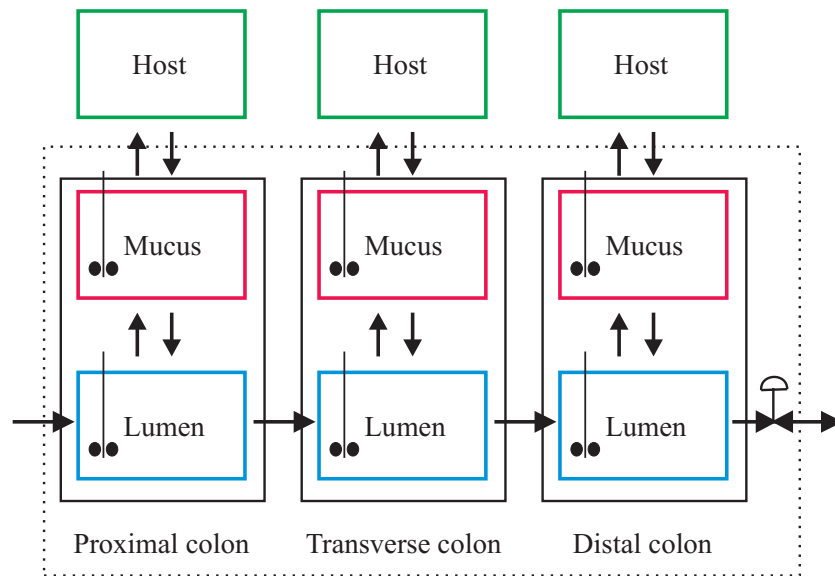 Host Host Host
Mucus Mucus Mucus
Lumen Lumen Lumen
Proximal colon Transverse colon Distal colon